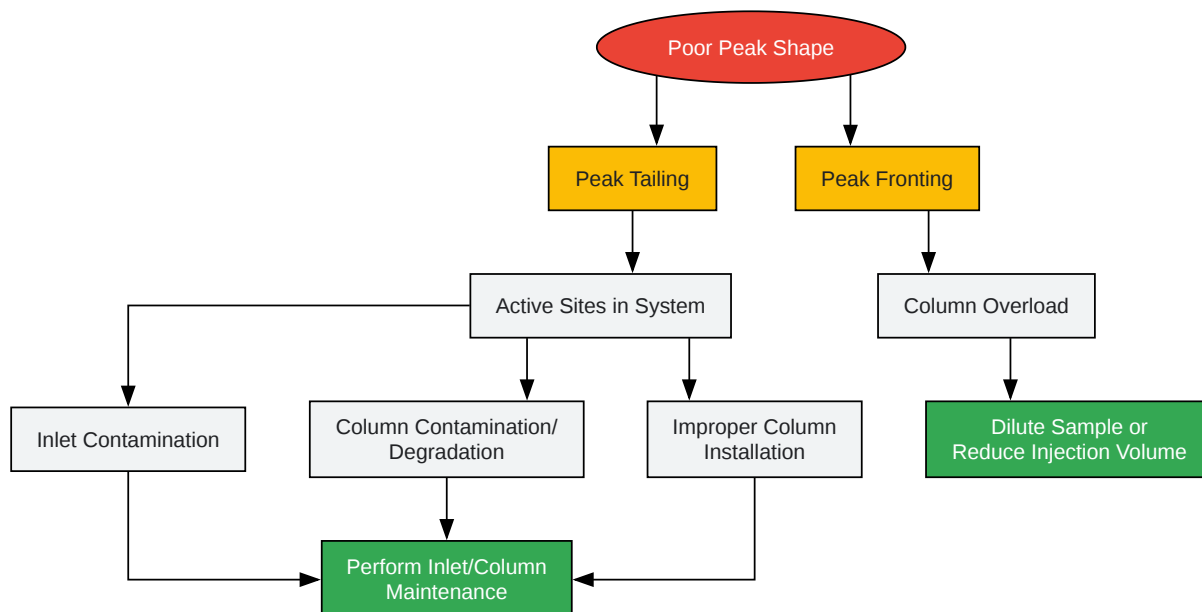 Poor Peak Shape
Peak Tailing
Peak Fronting
Active Sites in System
Column Overload
Inlet Contamination
Column Contamination/
Degradation
Improper Column
Installation
Dilute Sample or
Reduce Injection Volume
Perform Inlet/Column
Maintenance